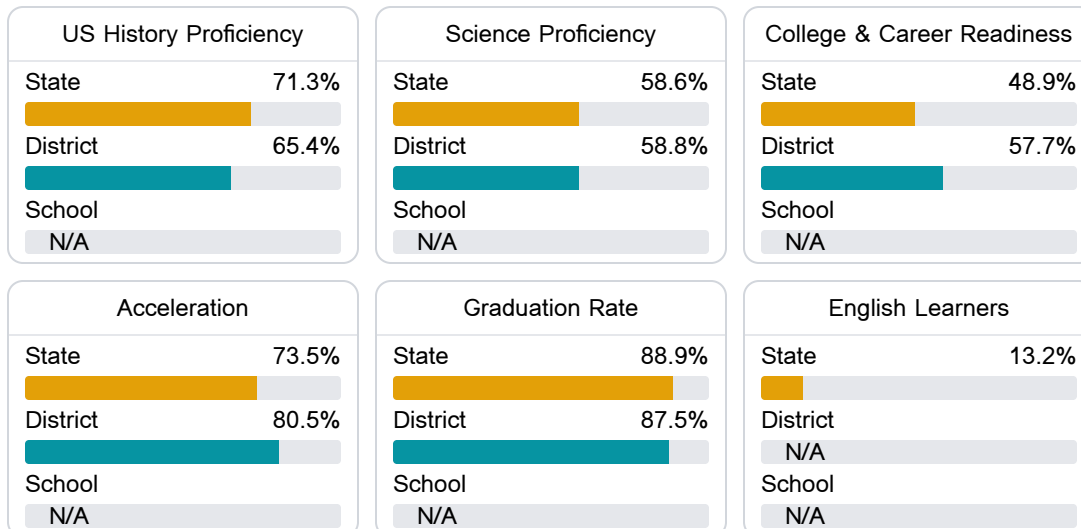 US History Proficiency
State 71.3%
District 65.4%
School
N/A
Science Proficiency
State 58.6%
District 58.8%
School
N/A
College & Career Readiness
State 48.9%
District 57.7%
School
N/A
Acceleration
State 73.5%
District 80.5%
School
N/A
Graduation Rate
State 88.9%
District 87.5%
School
N/A
English Learners
State 13.2%
District
N/A
School
N/A